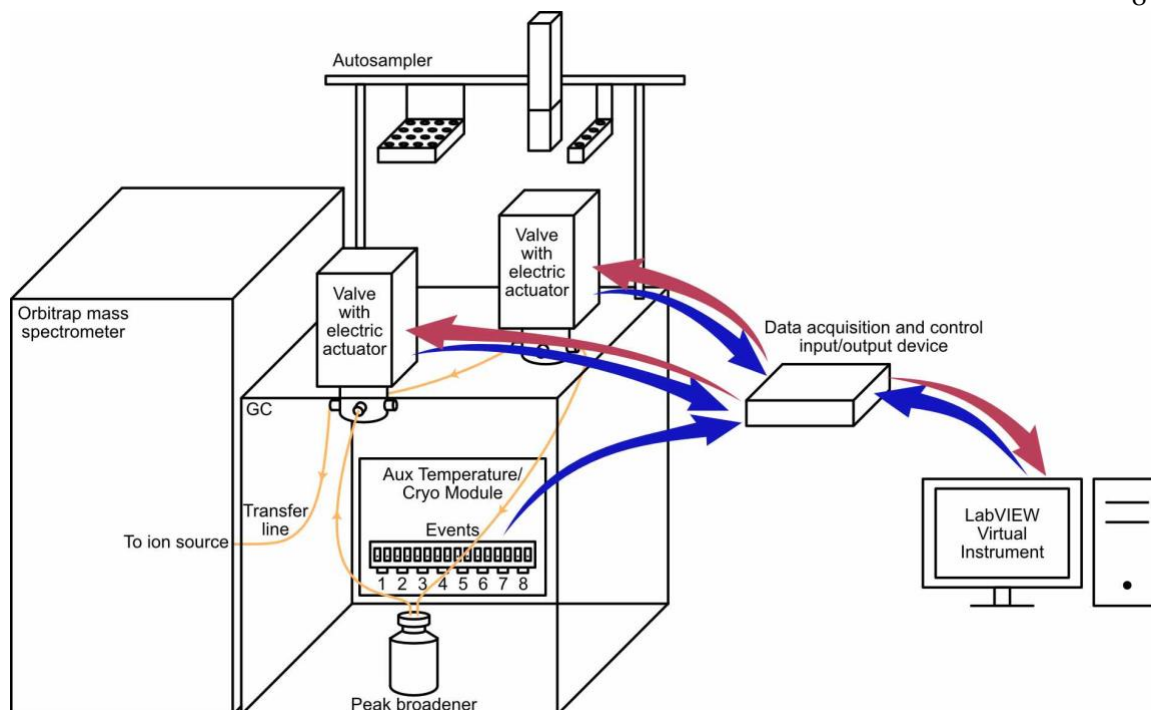 Autosampler
Valve
with
electric
actuator
Valve
with
electric
actuator
Orbitrap mass
spectrometer
Data acquisition and control
input/output device
GC
Aux Temperature/
Cryo Module
Events
1 2 3 4 5 6 7 8
Transfer
line
To ion source
LabVIEW
Virtual
Instrument
Peak broadener